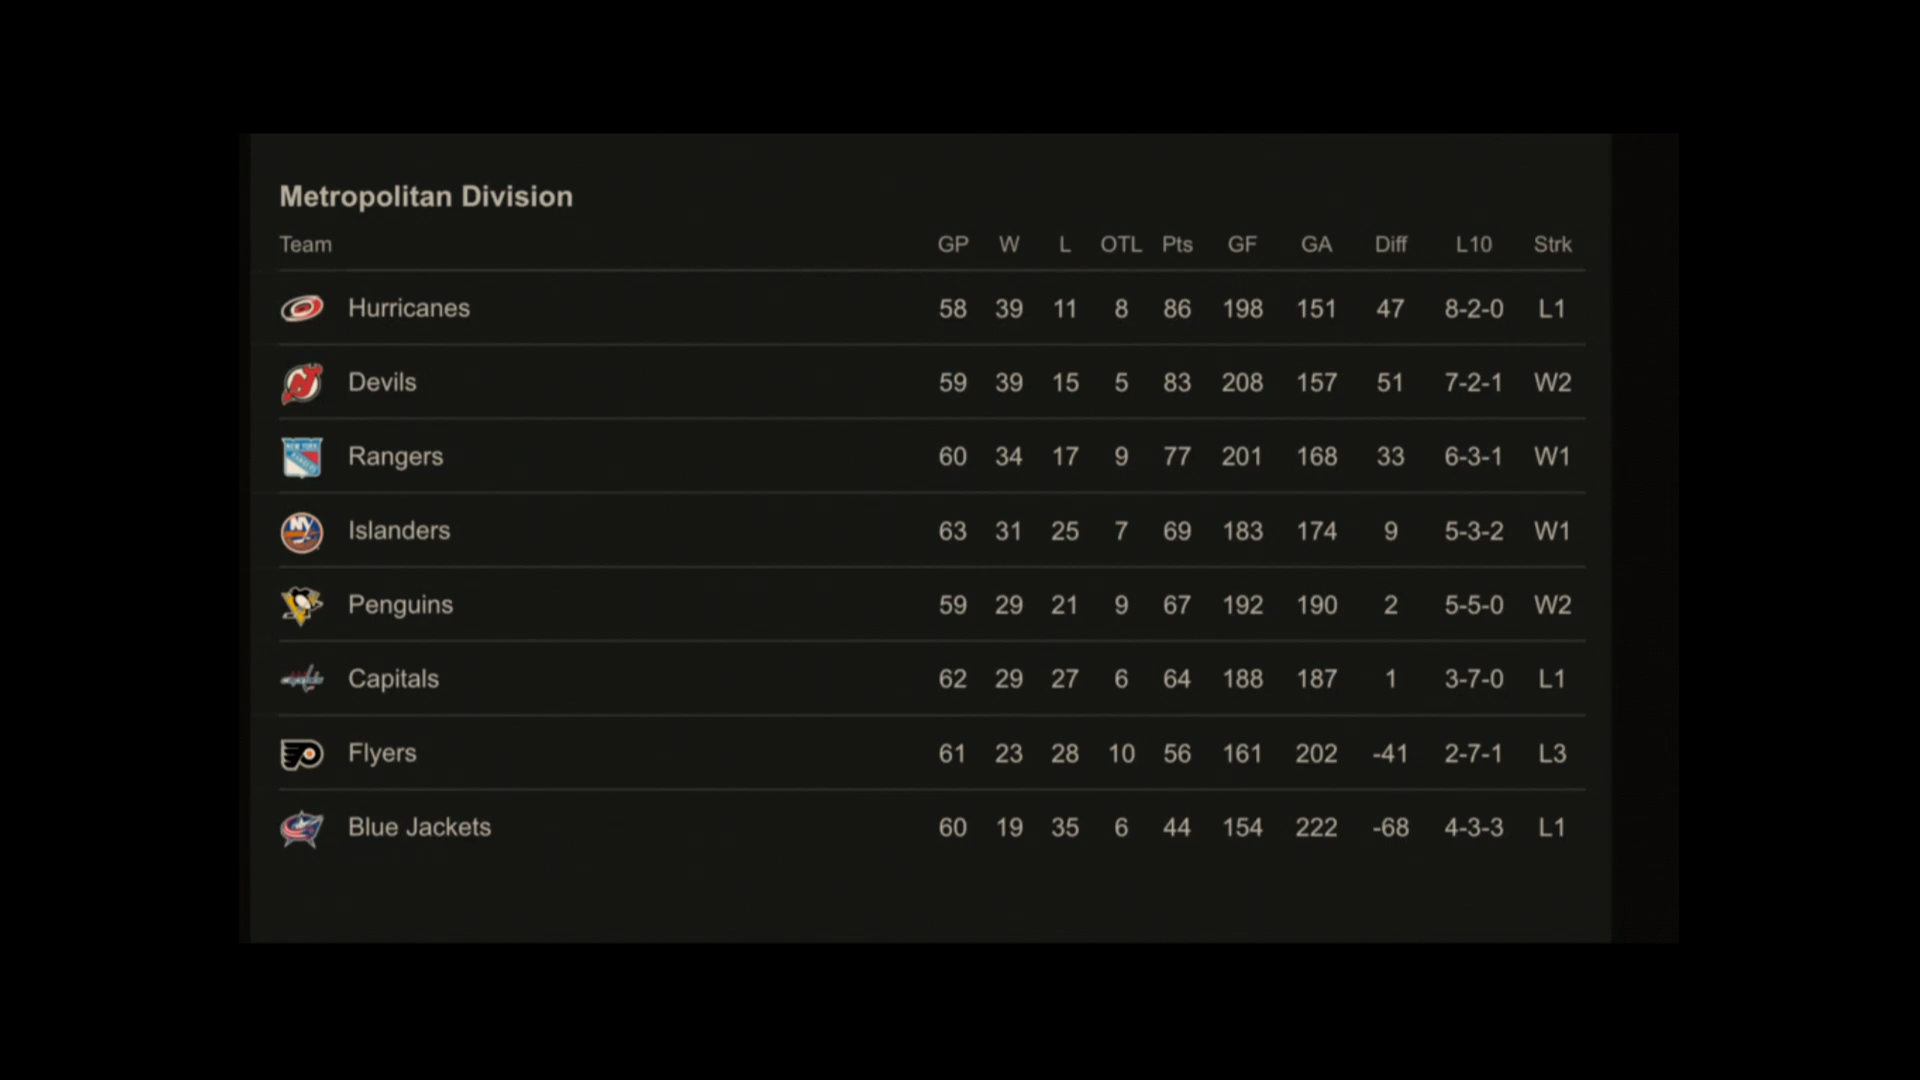 Metropolitan Division
Team GP W L OTL Pts GF GA Diff L10 Strk
Hurricanes 58 39 11 8 86 198 151 47 8-2-0 L1
Devils 59 39 15 5 83 208 157 51 7-2-1 W2
Rangers 60 34 17 9 77 201 168 33 6-3-1 W1
Islanders 63 31 25 7 69 183 174 9 5-3-2 W1
Penguins 59 29 21 9 67 192 190 2 5-5-0 W2
Capitals 62 29 27 6 64 188 187 1 3-7-0 L1
Flyers 61 23 28 10 56 161 202 -41 2-7-1 L3
Blue Jackets 60 19 35 6 44 154 222 -68 4-3-3 L1